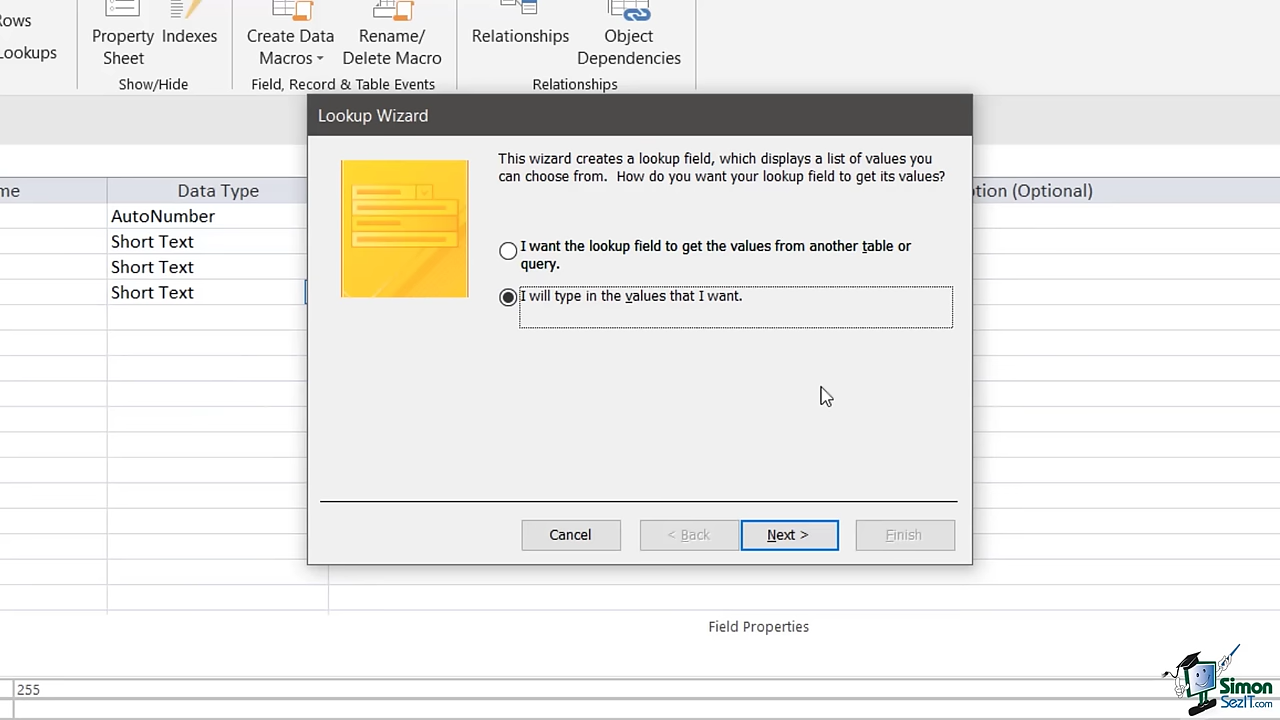 ows
ookups
Property
Sheet
Indexes
Show/Hide
Create Data
Macros
Rename/
Delete Macro
Field, Record & Table Events
Relationships
Object
Dependencies
Relationships
Lookup Wizard
This wizard creates a lookup field, which displays a list of values you
can choose from. How do you want your lookup field to get its values?
I want the lookup field to get the values from another table or
query.
I will type in the values that I want.
Cancel
< Back
Next >
Finish
me
Data Type
ption (Optional)
AutoNumber
Short Text
Short Text
Short Text
Field Properties
255
Simon
SezIT.com